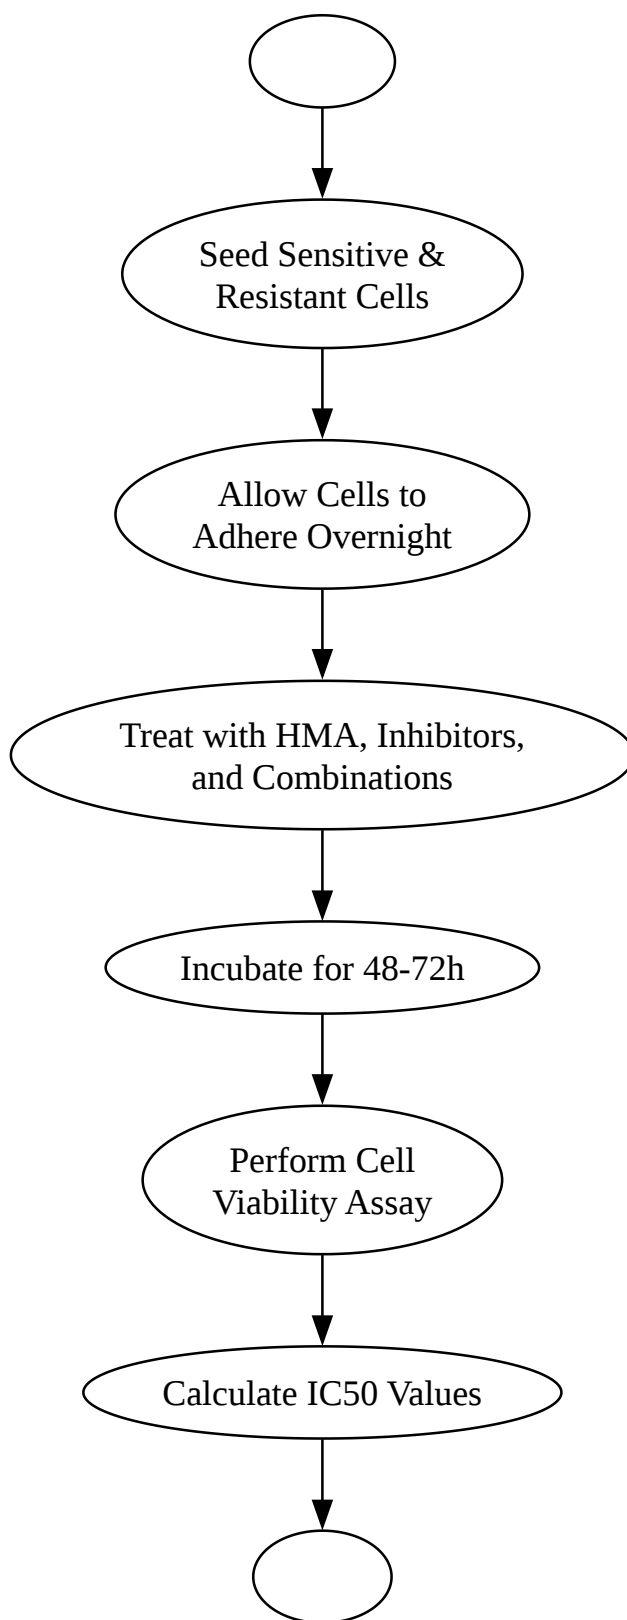 Seed Sensitive &
Resistant Cells
Allow Cells to
Adhere Overnight
Treat with HMA, Inhibitors,
and Combinations
Incubate for 48-72h
Perform Cell
Viability Assay
Calculate IC50 Values